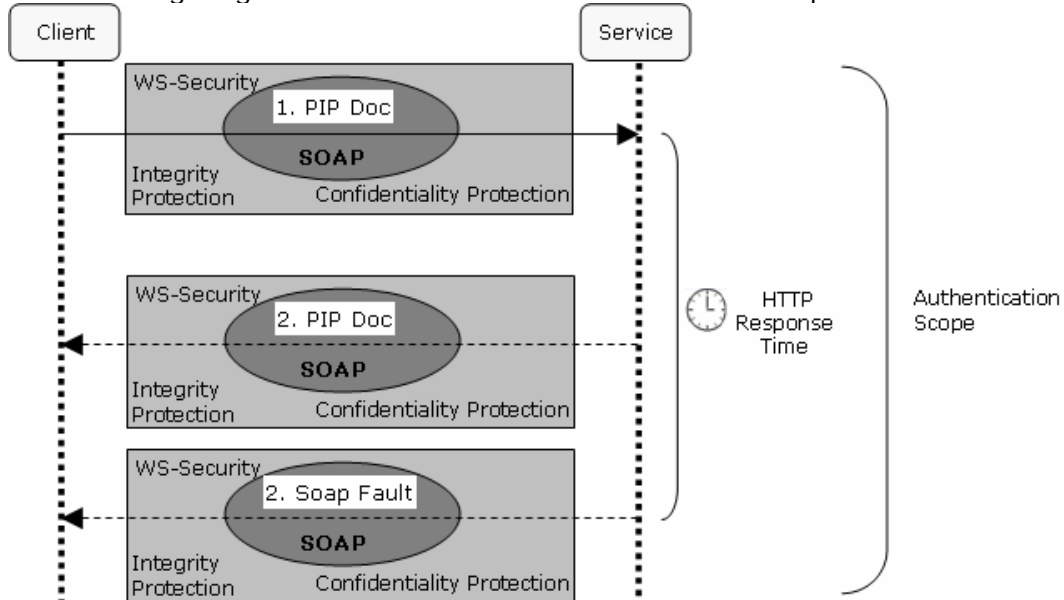 Client
Service
WS-Security
1. PIP Doc
SOAP
Integrity
Protection
Confidentiality Protection
WS-Security
2. PIP Doc
SOAP
Integrity
Protection
Confidentiality Protection
HTTP
Response
Time
Authentication
Scope
WS-Security
2. Soap Fault
SOAP
Integrity
Protection
Confidentiality Protection